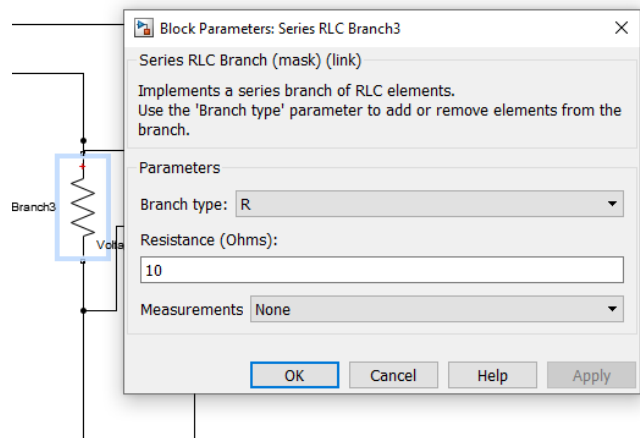 Block Parameters: Series RLC Branch3
Series RLC Branch (mask) (link)
Implements a series branch of RLC elements.
Use the 'Branch type' parameter to add or remove elements from the
branch.
Parameters
Branch type: R
Branch3
Resistance (Ohms):
Volta
10
Measurements None
OK Cancel Help Apply